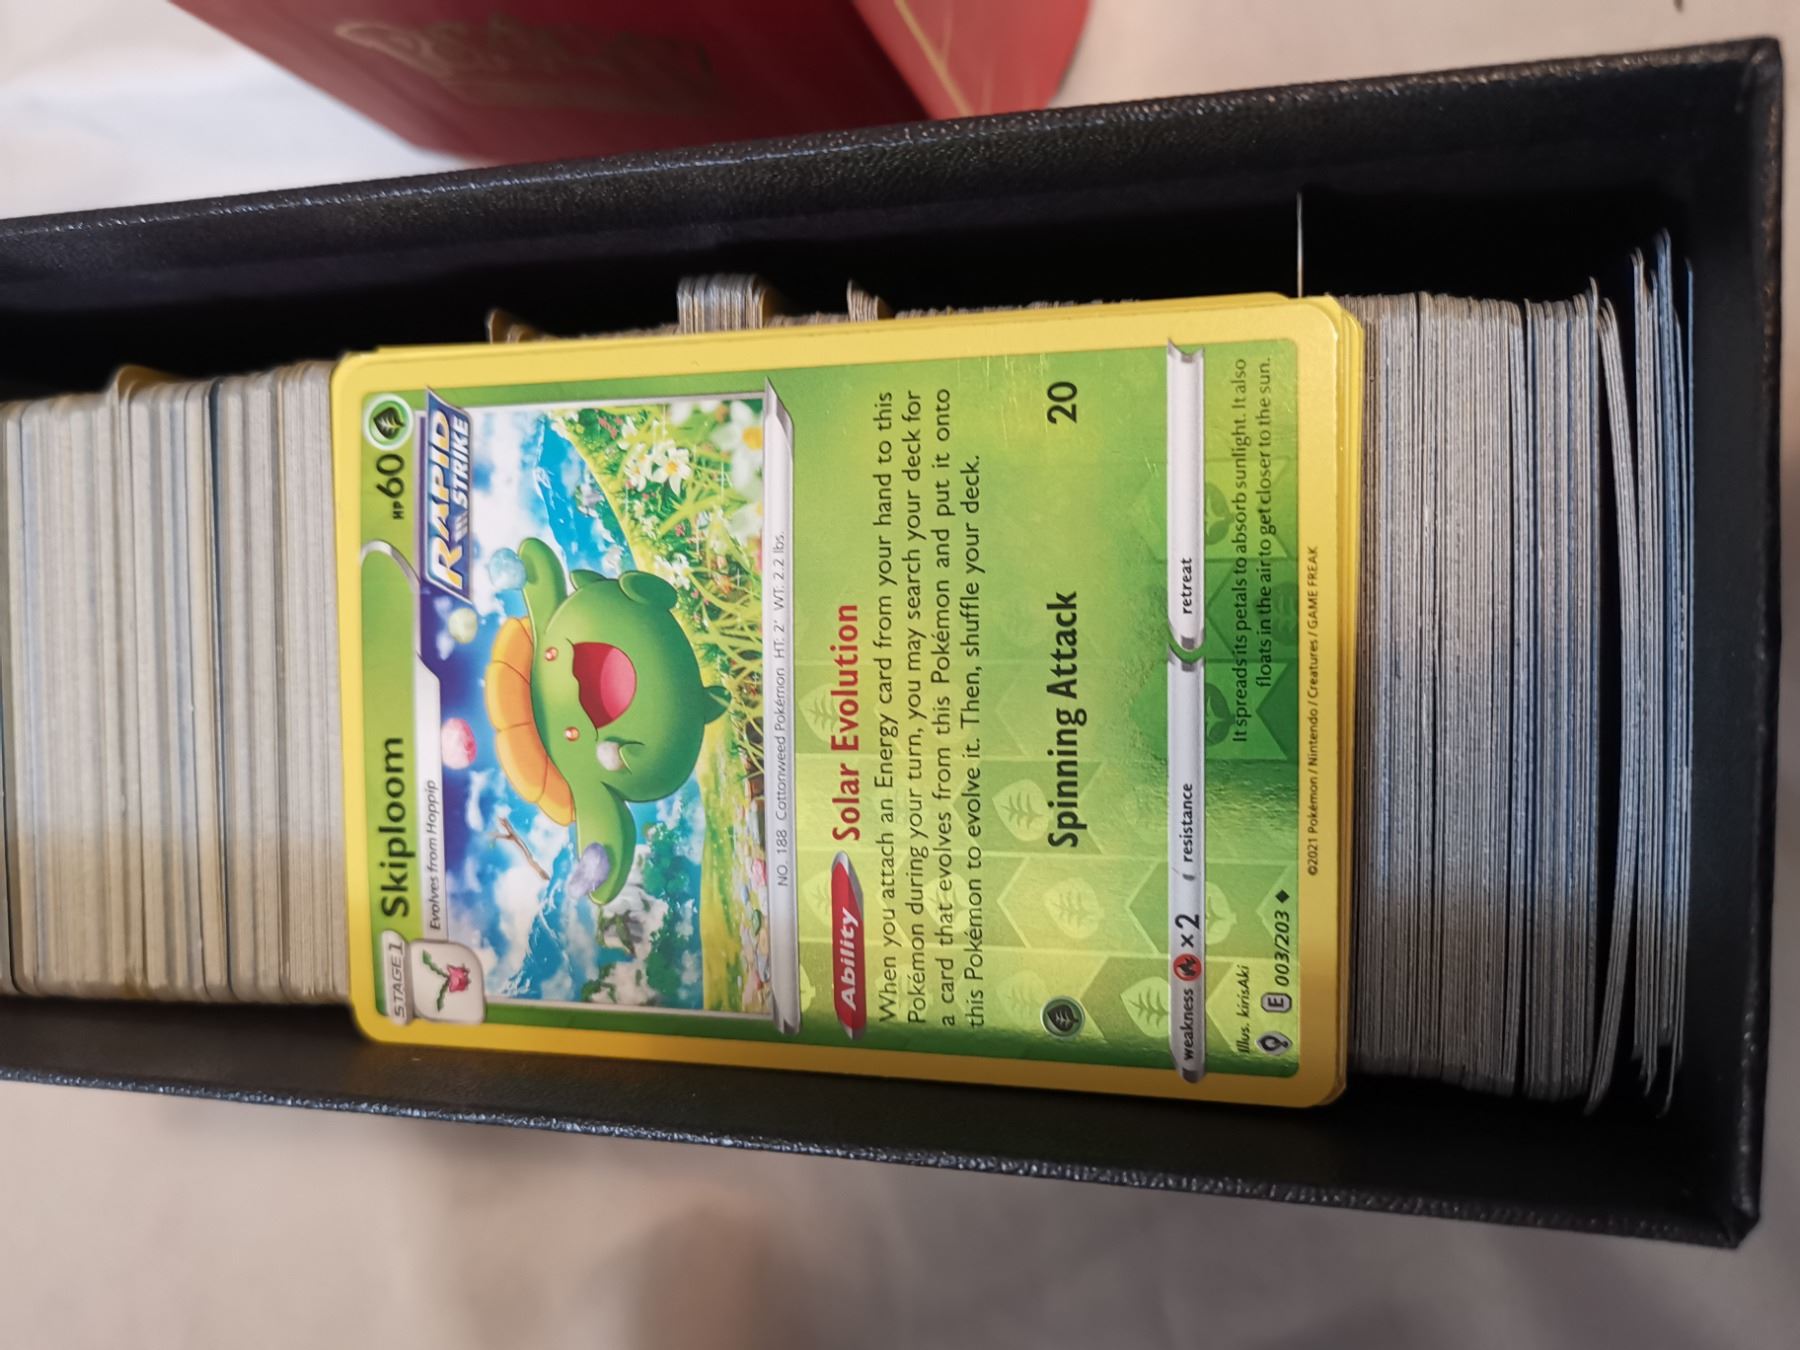 STAGE 1
Skiploom
HP 60
Evolves from Hoppip
RAPID
STRIKE
NO. 188 Cottonweed Pokémon HT: 2' WT: 2.2 lbs.
Ability Solar Evolution
When you attach an Energy card from your hand to this
Pokémon during your turn, you may search your deck for
a card that evolves from this Pokémon and put it onto
this Pokémon to evolve it. Then, shuffle your deck.
Spinning Attack 20
weakness ×2 resistance retreat
Illus. kirisAki
It spreads its petals to absorb sunlight. It also
floats in the air to get closer to the sun.
E 003/203
©2021 Pokémon / Nintendo / Creatures / GAME FREAK